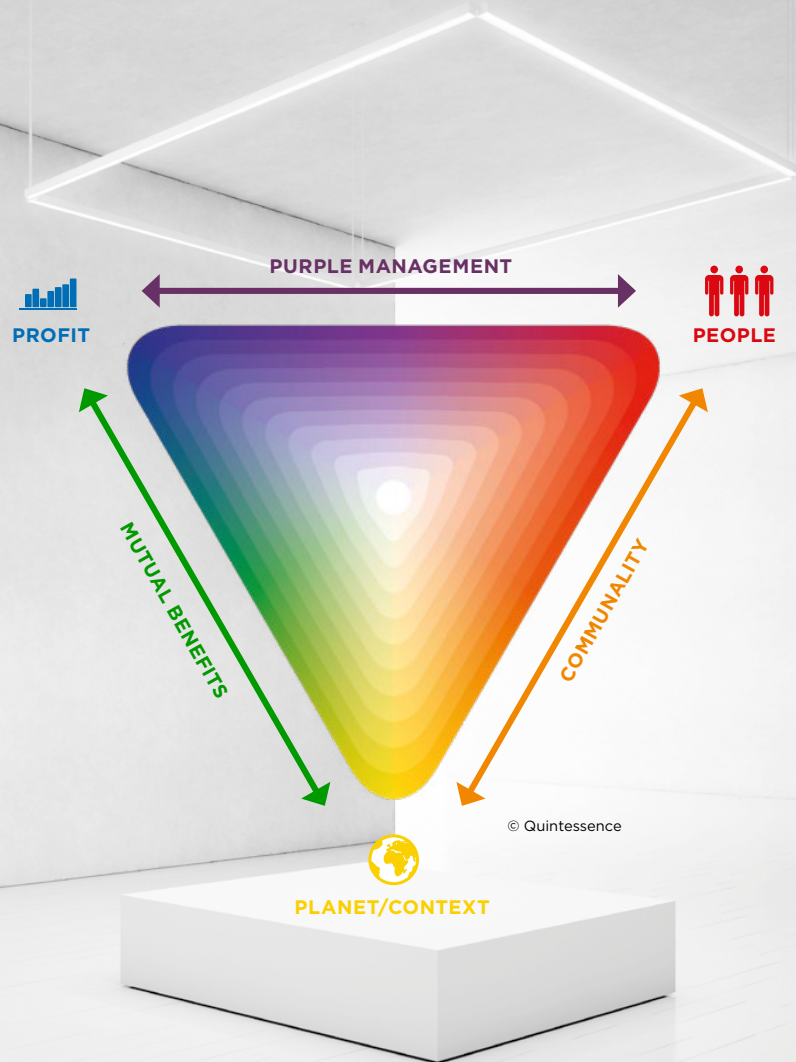 PURPLE MANAGEMENT
PROFIT
PEOPLE
MUTUAL BENEFITS
COMMUNALITY
© Quintessence
PLANET/CONTEXT